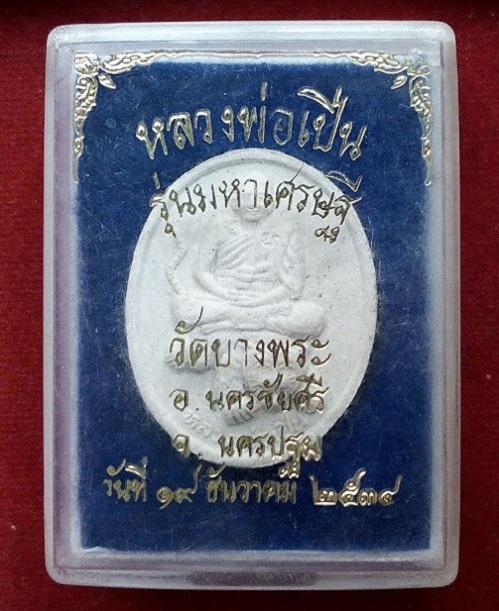 หลวงพ่อเปิ่น
รุ่นมหาเศรษฐี
วัดบางพระ
อ.นครชัยศรี
จ.นครปฐม
วันที่ ๑๙ ธันวาคม ๒๕๓๔